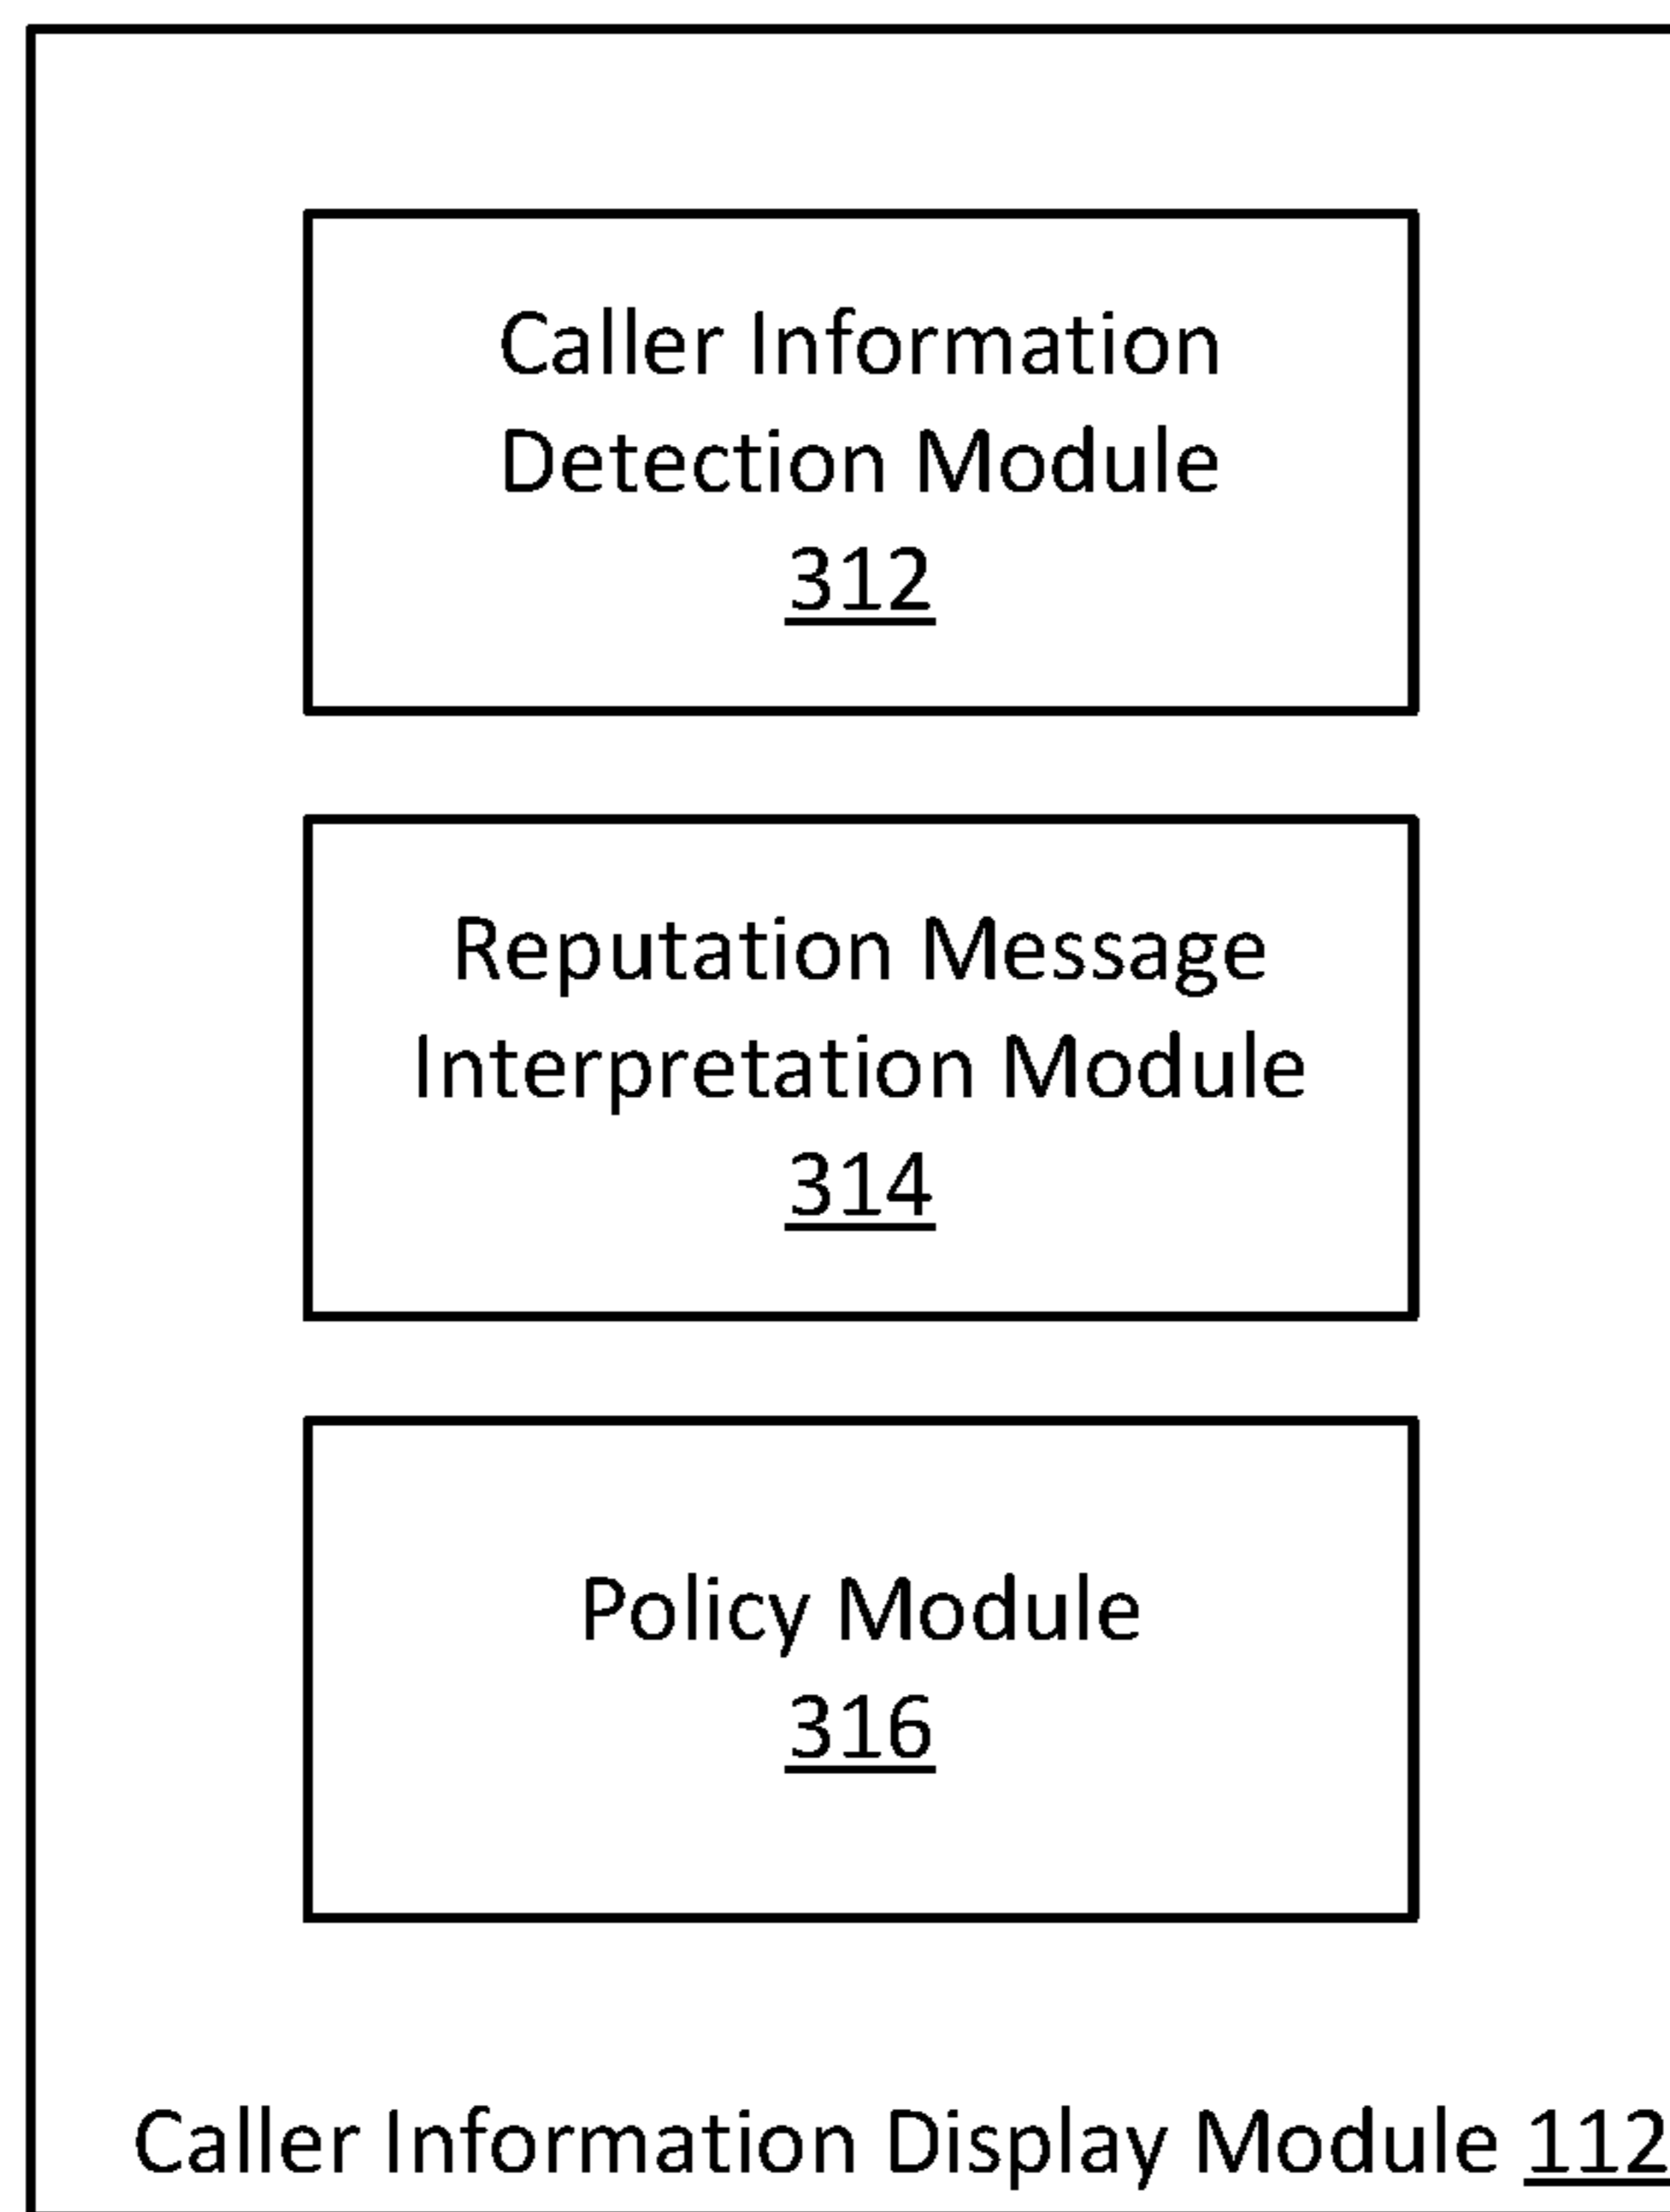 Caller Information
Detection Module
312
Reputation Message
Interpretation Module
314
Policy Module
316
Caller Information Display Module 112